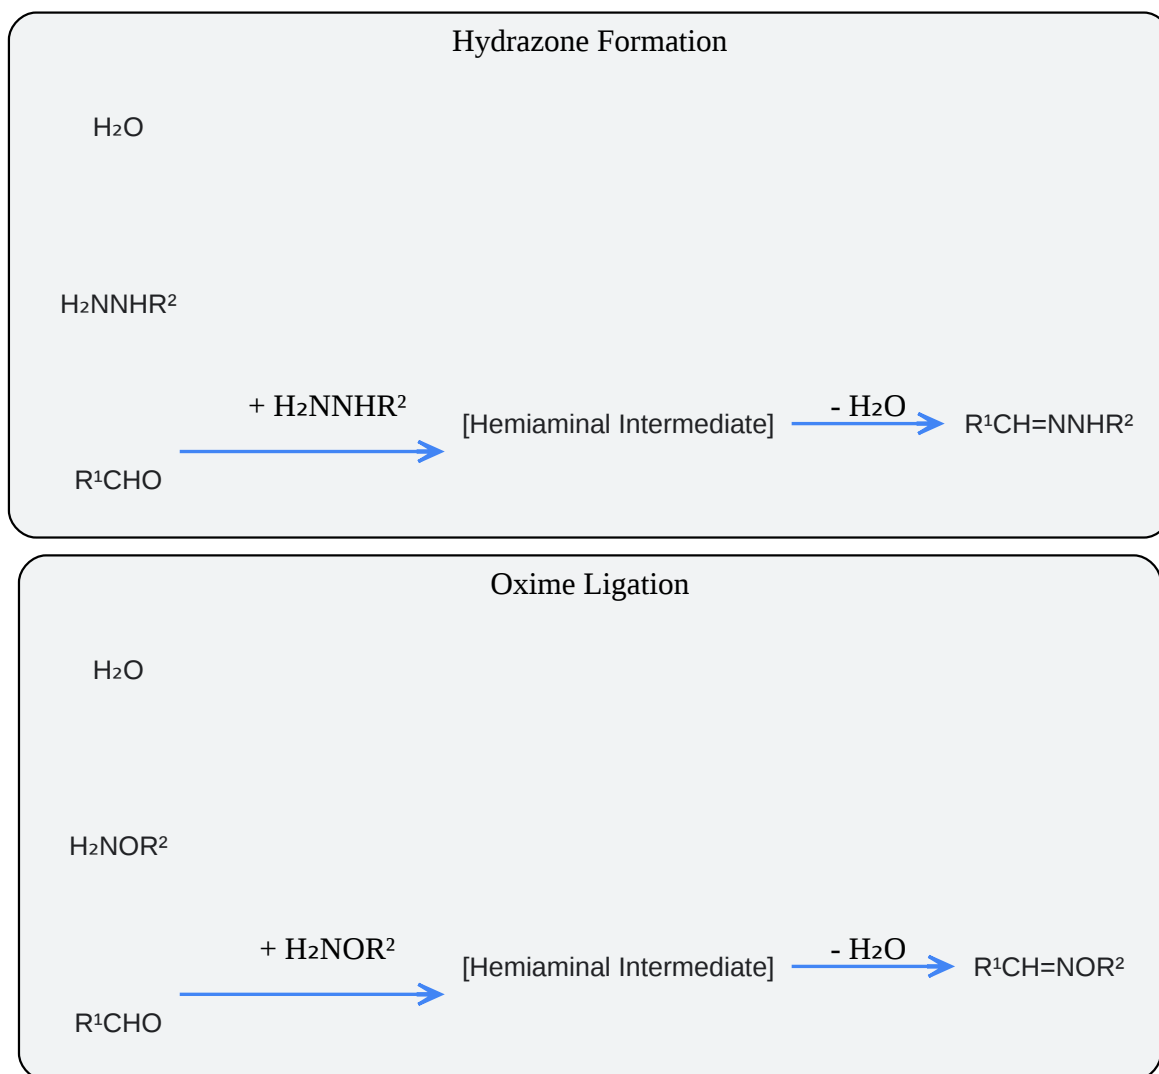 Hydrazone Formation
H₂O
H₂NNHR²
+ H₂NNHR²
[Hemiaminal Intermediate]
- H₂O
R¹CH=NNHR²
R¹CHO
Oxime Ligation
H₂O
H₂NOR²
+ H₂NOR²
[Hemiaminal Intermediate]
- H₂O
R¹CH=NOR²
R¹CHO